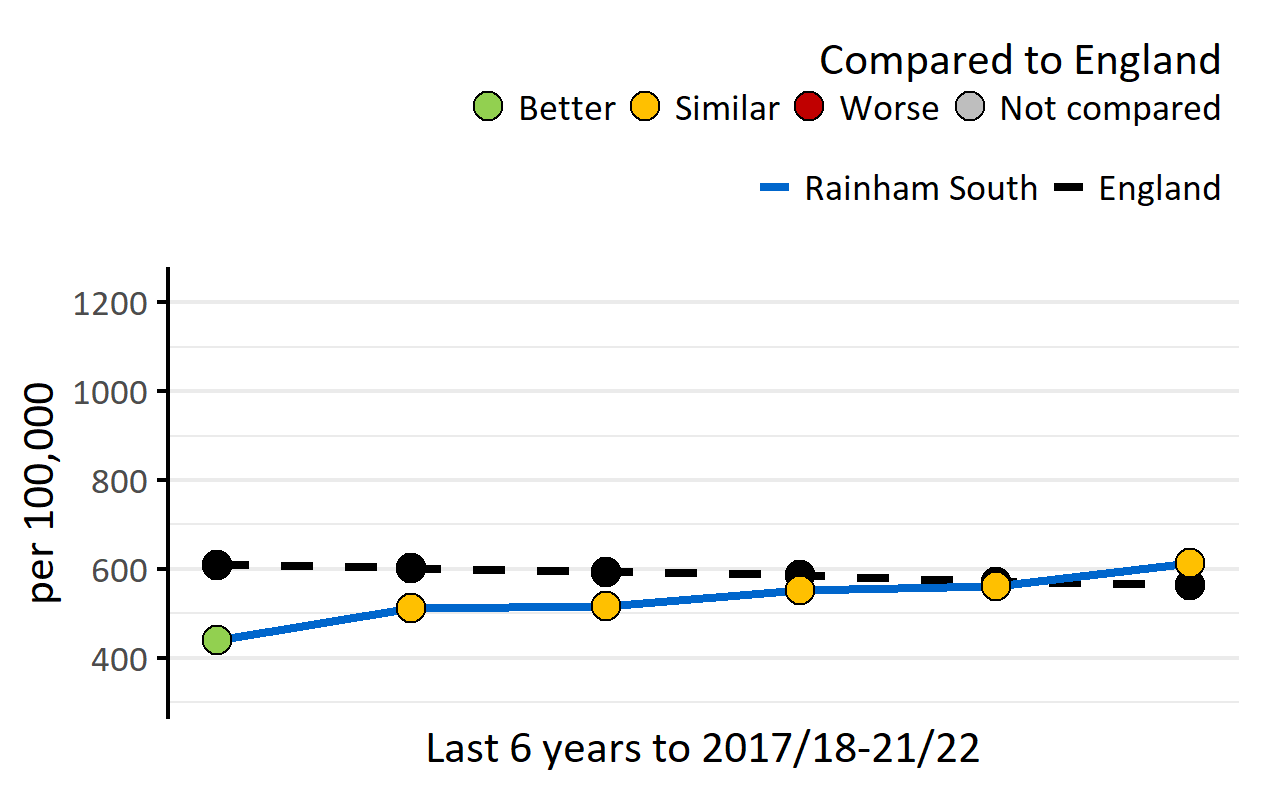 Compared to England
Better Similar Worse Not compared
Rainham South England
1200
1000
800
600
400
per 100,000
Last 6 years to 2017/18-21/22